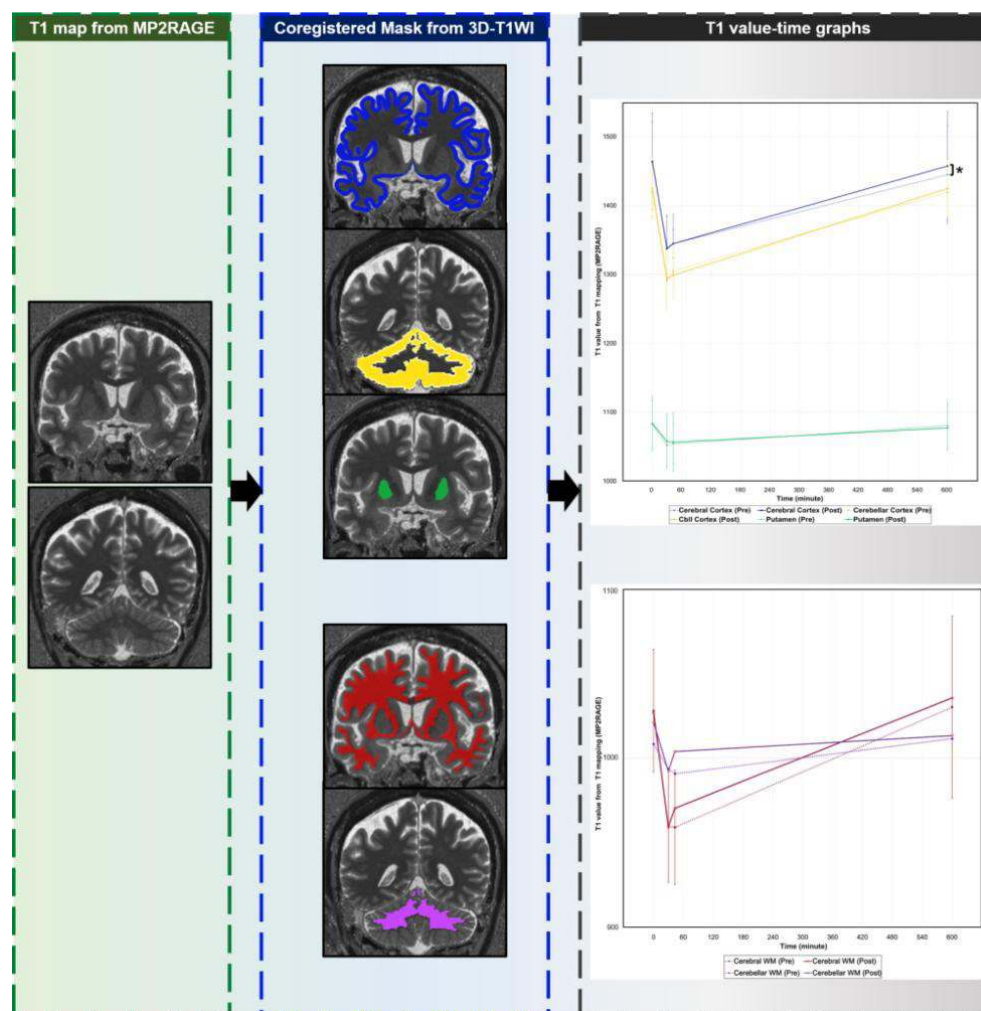 T1 map from MP2RAGE
Coregistered Mask from 3D-T1WI
T1 value-time graphs
T1 value from T1 mapping (MP2RAGE)
1500
1400
1300
1200
1100
1000
*
0 60 120 180 240 300 360 420 480 540 600
Time (minute)
Cerebral Cortex (Pre) Cerebral Cortex (Post) Cerebellar Cortex (Pre)
Cbll Cortex (Post) Putamen (Pre) Putamen (Post)
T1 value from T1 mapping (MP2RAGE)
1100
1000
900
0 60 120 180 240 300 360 420 480 540 600
Time (minute)
Cerebral WM (Pre) Cerebral WM (Post)
Cerebellar WM (Pre) Cerebellar WM (Post)